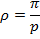 ρ = π/p